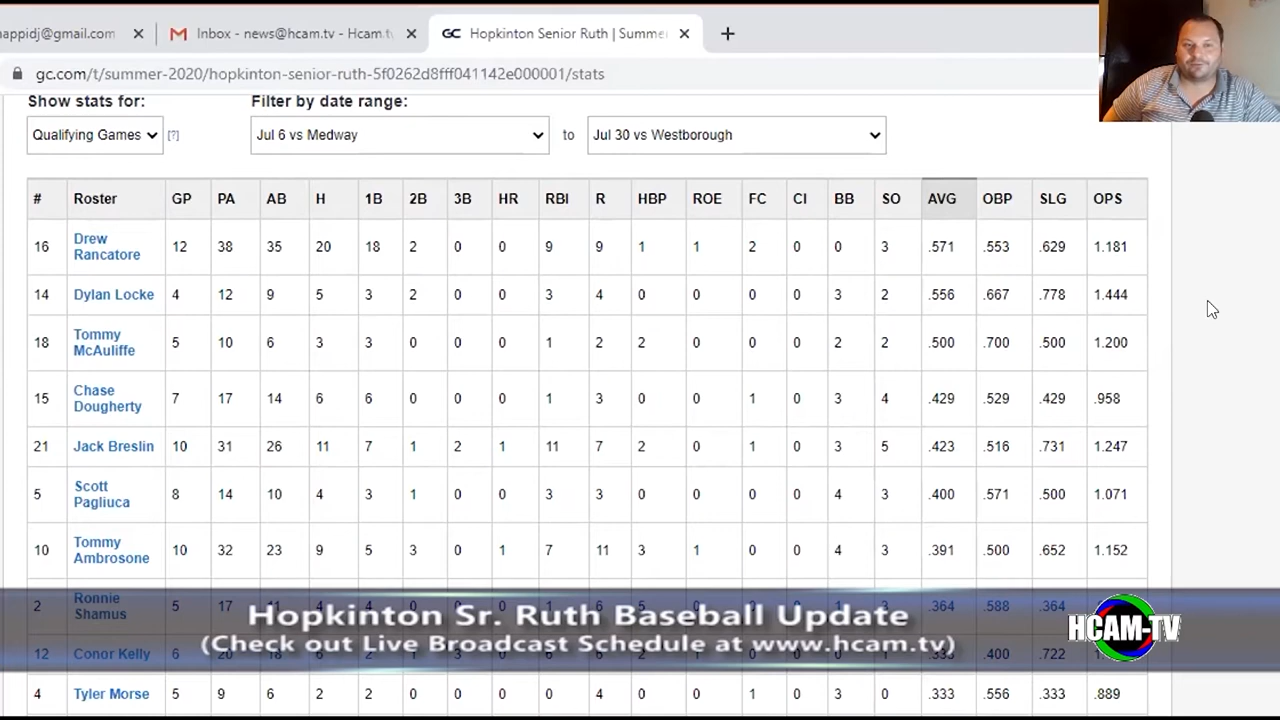 nappidj@gmail.com
Inbox - news@hcam.tv - Hcam.tv
GC Hopkinton Senior Ruth | Summe
gc.com/t/summer-2020/hopkinton-senior-ruth-5f0262d8fff041142e000001/stats
Show stats for: Filter by date range:
Qualifying Games [?] Jul 6 vs Medway to Jul 30 vs Westborough
# Roster GP PA AB H 1B 2B 3B HR RBI R HBP ROE FC CI BB SO AVG OBP SLG OPS
16 Drew Rancatore 12 38 35 20 18 2 0 0 9 9 1 1 2 0 0 3 .571 .553 .629 1.181
14 Dylan Locke 4 12 9 5 3 2 0 0 3 4 0 0 0 0 3 2 .556 .667 .778 1.444
18 Tommy McAuliffe 5 10 6 3 3 0 0 0 1 2 2 0 0 0 2 2 .500 .700 .500 1.200
15 Chase Dougherty 7 17 14 6 6 0 0 0 1 3 0 0 1 0 3 4 .429 .529 .429 .958
21 Jack Breslin 10 31 26 11 7 1 2 1 11 7 2 0 1 0 3 5 .423 .516 .731 1.247
5 Scott Pagliuca 8 14 10 4 3 1 0 0 3 3 0 0 0 0 4 3 .400 .571 .500 1.071
10 Tommy Ambrosone 10 32 23 9 5 3 0 1 7 11 3 1 0 0 4 3 .391 .500 .652 1.152
2 Ronnie Shamus 5 17 .364 .588 .364
Hopkinton Sr. Ruth Baseball Update
(Check out Live Broadcast Schedule at www.hcam.tv)
HCAM-TV
12 Conor Kelly 6 .400 .722
4 Tyler Morse 5 9 6 2 2 0 0 0 0 4 0 0 1 0 3 0 .333 .556 .333 .889